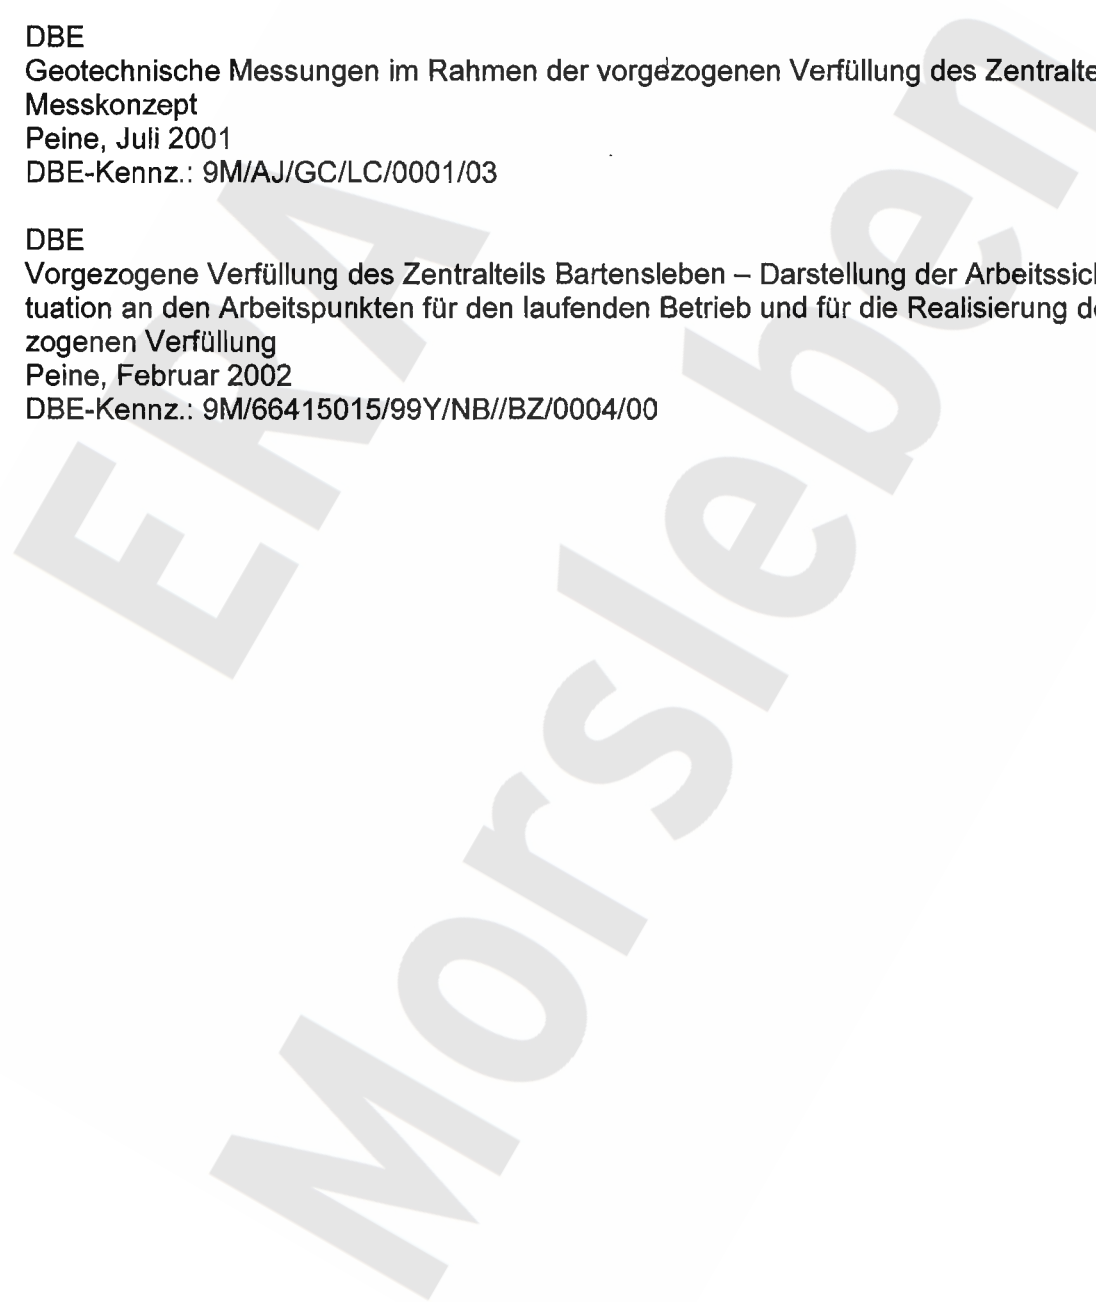 DBE
Geotechnische Messungen im Rahmen der vorgezogenen Verfüllung des Zentralte
Messkonzept
Peine, Juli 2001
DBE-Kennz.: 9M/AJ/GC/LC/0001/03
DBE
Vorgezogene Verfüllung des Zentralteils Bartensleben – Darstellung der Arbeitssich
tuation an den Arbeitspunkten für den laufenden Betrieb und für die Realisierung de
zogenen Verfüllung
Peine, Februar 2002
DBE-Kennz.: 9M/66415015/99Y/NB//BZ/0004/00
ERA
Morsleben